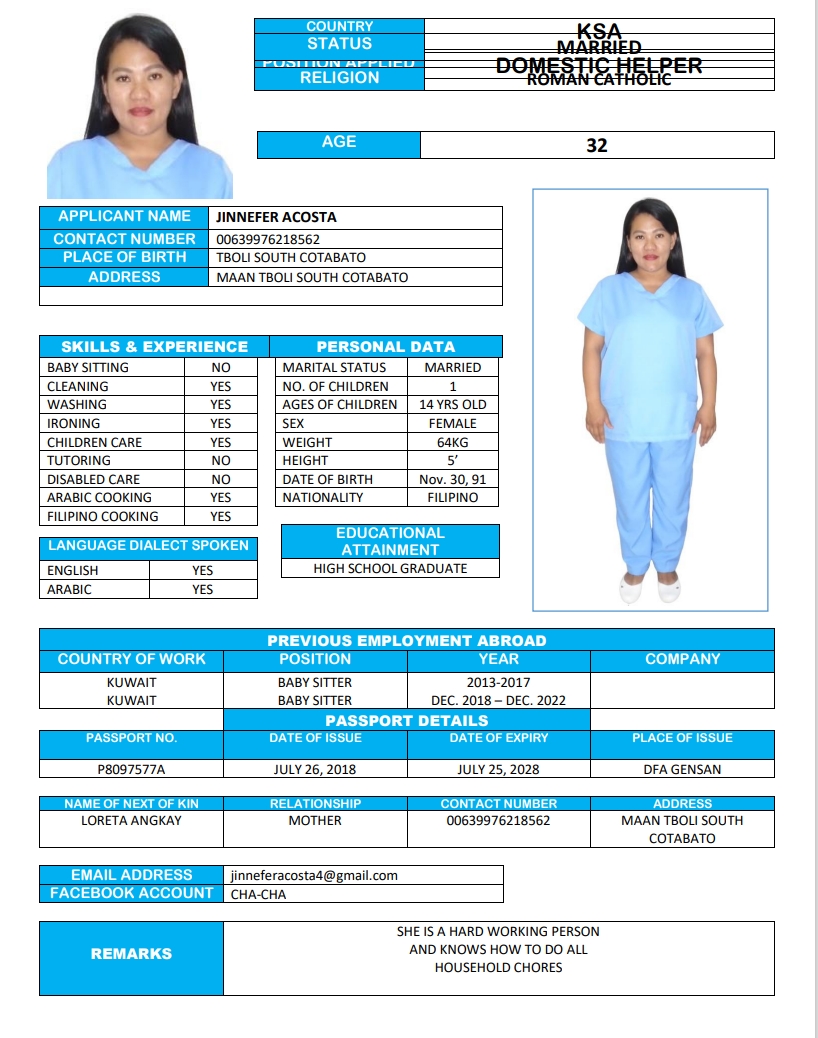 COUNTRY KSA
STATUS MARRIED
POSITION APPLIED DOMESTIC HELPER
RELIGION ROMAN CATHOLIC
AGE 32
APPLICANT NAME JINNEFER ACOSTA
CONTACT NUMBER 00639976218562
PLACE OF BIRTH TBOLI SOUTH COTABATO
ADDRESS MAAN TBOLI SOUTH COTABATO
SKILLS & EXPERIENCE PERSONAL DATA
BABY SITTING NO MARITAL STATUS MARRIED
CLEANING YES NO. OF CHILDREN 1
WASHING YES AGES OF CHILDREN 14 YRS OLD
IRONING YES SEX FEMALE
CHILDREN CARE YES WEIGHT 64KG
TUTORING NO HEIGHT 5’
DISABLED CARE NO DATE OF BIRTH Nov. 30, 91
ARABIC COOKING YES NATIONALITY FILIPINO
FILIPINO COOKING YES
EDUCATIONAL
ATTAINMENT
HIGH SCHOOL GRADUATE
LANGUAGE DIALECT SPOKEN
ENGLISH YES
ARABIC YES
PREVIOUS EMPLOYMENT ABROAD
COUNTRY OF WORK POSITION YEAR COMPANY
KUWAIT BABY SITTER 2013-2017
KUWAIT BABY SITTER DEC. 2018 – DEC. 2022
PASSPORT DETAILS
PASSPORT NO. DATE OF ISSUE DATE OF EXPIRY PLACE OF ISSUE
P8097577A JULY 26, 2018 JULY 25, 2028 DFA GENSAN
NAME OF NEXT OF KIN RELATIONSHIP CONTACT NUMBER ADDRESS
LORETA ANGKAY MOTHER 00639976218562 MAAN TBOLI SOUTH
COTABATO
EMAIL ADDRESS jinneferacosta4@gmail.com
FACEBOOK ACCOUNT CHA-CHA
REMARKS
SHE IS A HARD WORKING PERSON
AND KNOWS HOW TO DO ALL
HOUSEHOLD CHORES